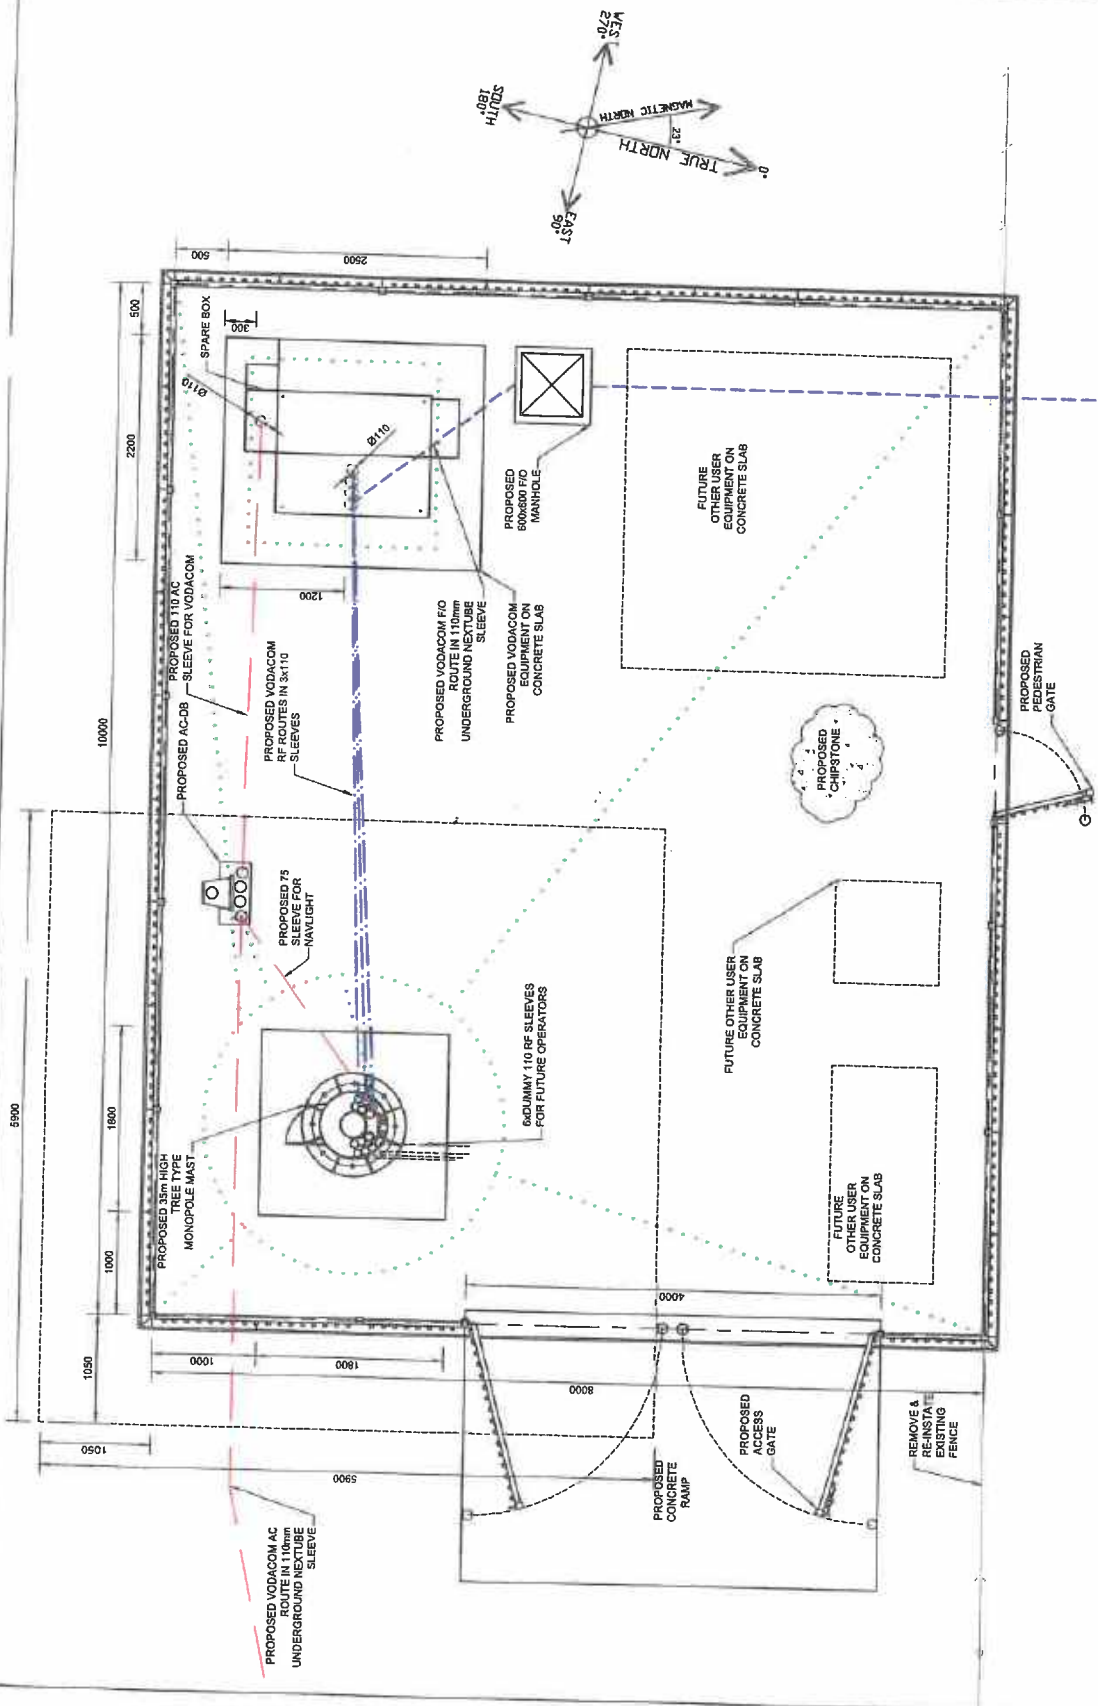 WEST
270°
SOUTH
180°
MAGNETIC NORTH
23°
TRUE NORTH
0°
EAST
90°
500
2500
500
2200
10000
5900
300
SPARE BOX
Ø110
Ø110
1200
PROPOSED 110 AC
SLEEVE FOR VODACOM
PROPOSED AC-DB
PROPOSED VODACOM
RF ROUTES IN 3x110
SLEEVES
PROPOSED 75
SLEEVE FOR
NAVLIGHT
PROPOSED
600x600 F/O
MANHOLE
PROPOSED VODACOM F/O
ROUTE IN 110mm
UNDERGROUND NEXTUBE
SLEEVE
PROPOSED VODACOM
EQUIPMENT ON
CONCRETE SLAB
FUTURE
OTHER USER
EQUIPMENT ON
CONCRETE SLAB
PROPOSED
CHIPSTONE
PROPOSED
PEDESTRIAN
GATE
1800
1000
1050
PROPOSED 35m HIGH
TREE TYPE
MONOPOLE MAST
6xDUMMY 110 RF SLEEVES
FOR FUTURE OPERATORS
FUTURE OTHER USER
EQUIPMENT ON
CONCRETE SLAB
FUTURE
OTHER USER
EQUIPMENT ON
CONCRETE SLAB
4000
1000
1800
8000
1050
5900
PROPOSED
CONCRETE
RAMP
PROPOSED
ACCESS
GATE
REMOVE &
RE-INSTATE
EXISTING
FENCE
PROPOSED VODACOM AC
ROUTE IN 110mm
UNDERGROUND NEXTUBE
SLEEVE